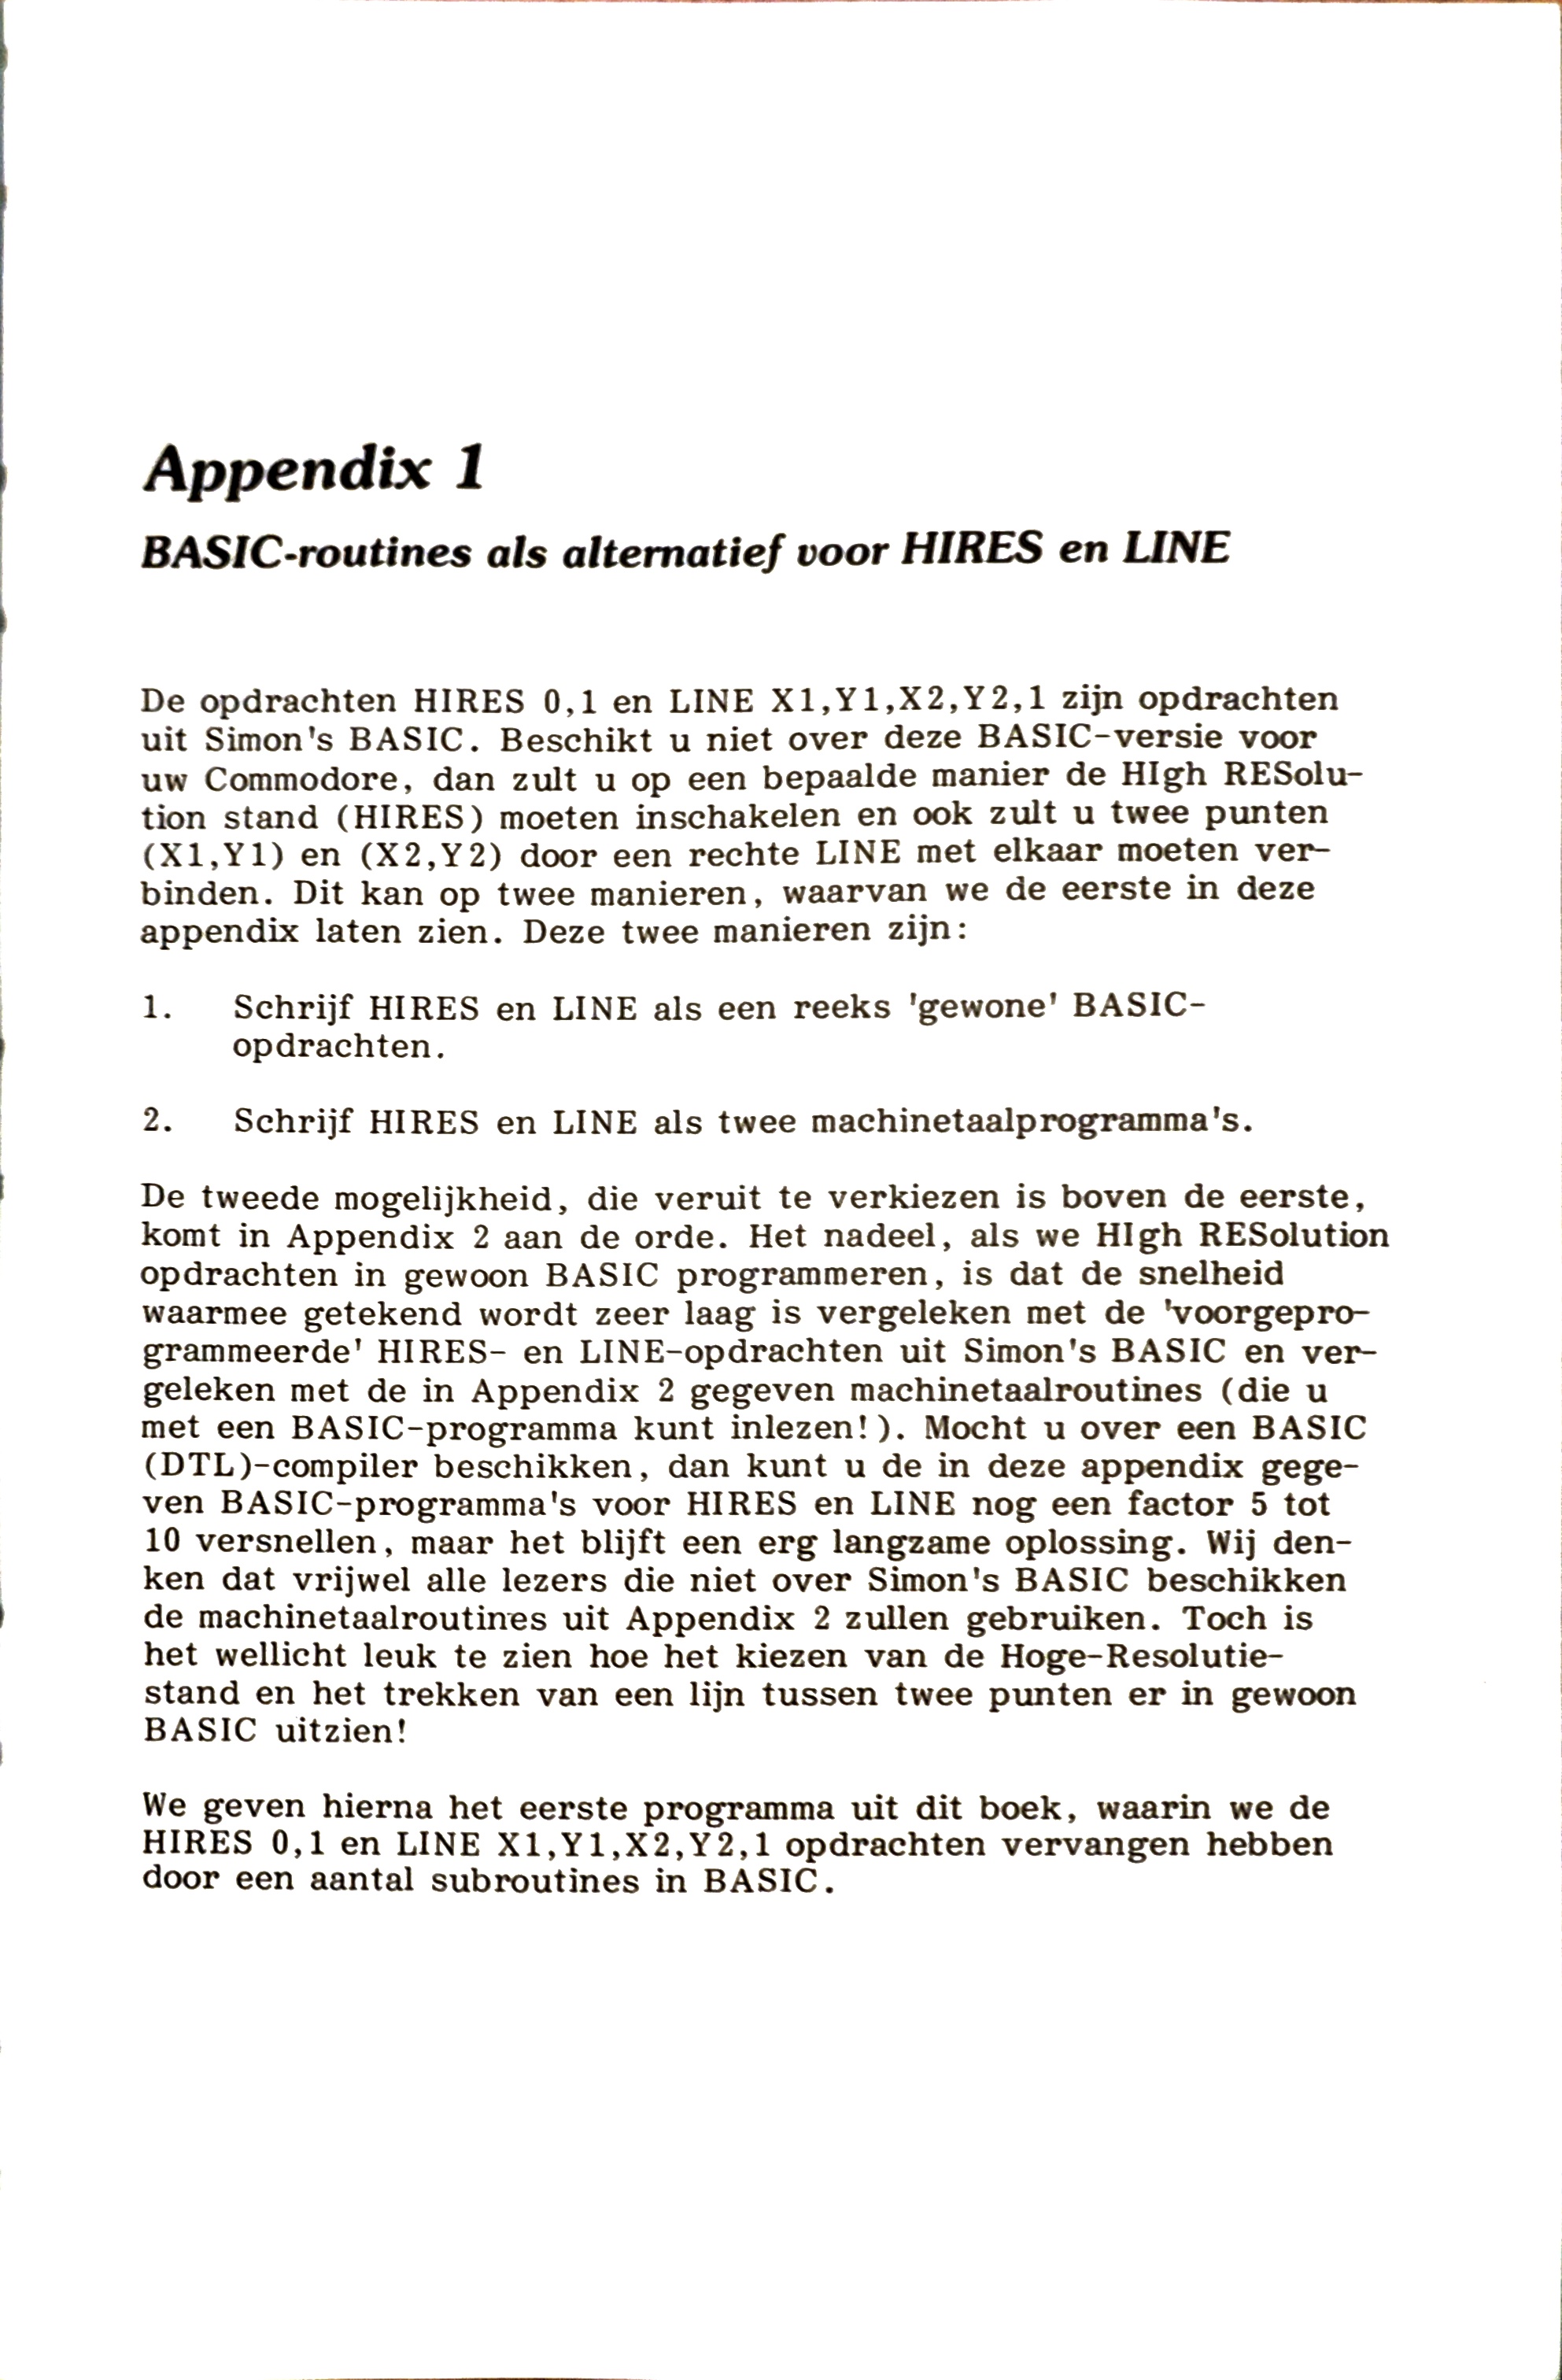 Appendix 1
BASIC-routines als alternatief voor HIRES en LINE
De opdrachten HIRES 0,1 en LINE X1,Y1,X2,Y2,1 zijn opdrachten
uit Simon's BASIC. Beschikt u niet over deze BASIC-versie voor
uw Commodore, dan zult u op een bepaalde manier de HIgh RESolu-
tion stand (HIRES) moeten inschakelen en ook zult u twee punten
(X1,Y1) en (X2,Y2) door een rechte LINE met elkaar moeten ver-
binden. Dit kan op twee manieren, waarvan we de eerste in deze
appendix laten zien. Deze twee manieren zijn:
1. Schrijf HIRES en LINE als een reeks 'gewone' BASIC-
opdrachten.
2. Schrijf HIRES en LINE als twee machinetaalprogramma's.
De tweede mogelijkheid, die veruit te verkiezen is boven de eerste,
komt in Appendix 2 aan de orde. Het nadeel, als we HIgh RESolution
opdrachten in gewoon BASIC programmeren, is dat de snelheid
waarmee getekend wordt zeer laag is vergeleken met de 'voorgepro-
grammeerde' HIRES- en LINE-opdrachten uit Simon's BASIC en ver-
geleken met de in Appendix 2 gegeven machinetaalroutines (die u
met een BASIC-programma kunt inlezen!). Mocht u over een BASIC
(DTL)-compiler beschikken, dan kunt u de in deze appendix gege-
ven BASIC-programma's voor HIRES en LINE nog een factor 5 tot
10 versnellen, maar het blijft een erg langzame oplossing. Wij den-
ken dat vrijwel alle lezers die niet over Simon's BASIC beschikken
de machinetaalroutines uit Appendix 2 zullen gebruiken. Toch is
het wellicht leuk te zien hoe het kiezen van de Hoge-Resolutie-
stand en het trekken van een lijn tussen twee punten er in gewoon
BASIC uitzien!
We geven hierna het eerste programma uit dit boek, waarin we de
HIRES 0,1 en LINE X1,Y1,X2,Y2,1 opdrachten vervangen hebben
door een aantal subroutines in BASIC.